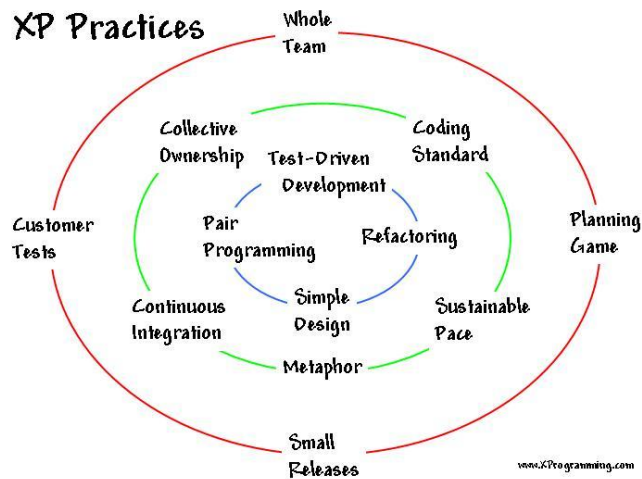 XP Practices
Whole
Team
Collective
Ownership
Coding
Standard
Test-Driven
Development
Customer
Tests
Pair
Programming
Refactoring
Planning
Game
Continuous
Integration
Simple
Design
Sustainable
Pace
Metaphor
Small
Releases
www.XProgramming.com